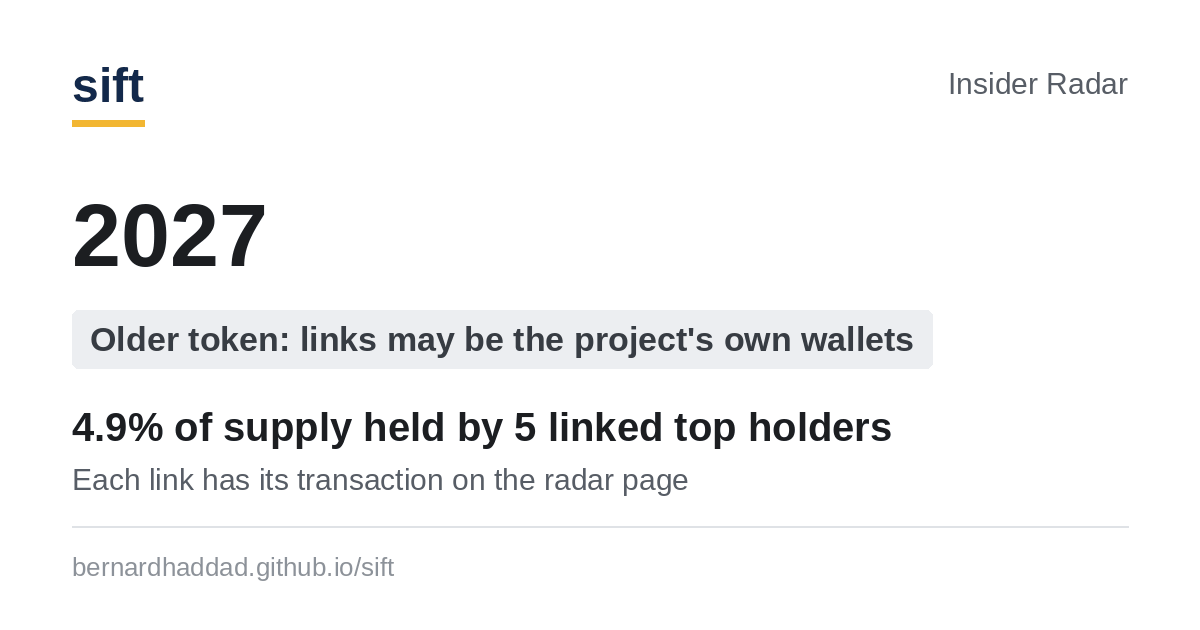 sift
Insider Radar
2027
Older token: links may be the project's own wallets
4.9% of supply held by 5 linked top holders
Each link has its transaction on the radar page
bernardhaddad.github.io/sift